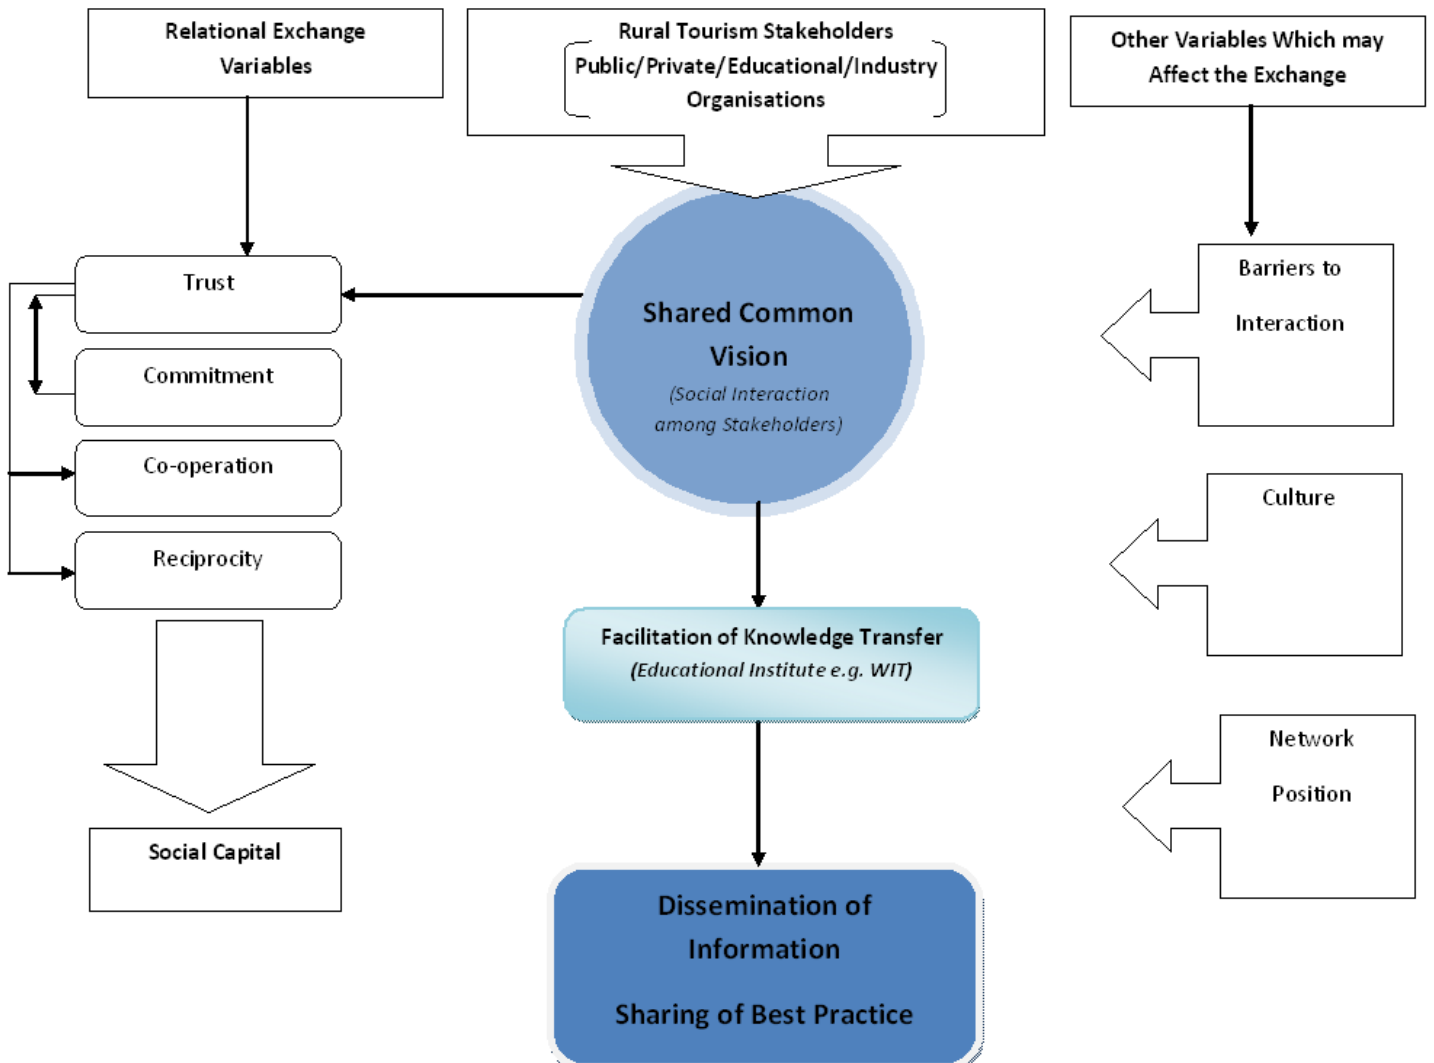 Relational Exchange
Variables
Rural Tourism Stakeholders
Public/Private/Educational/Industry
Organisations
Other Variables Which may
Affect the Exchange
Trust
Commitment
Co-operation
Reciprocity
Social Capital
Shared Common
Vision
(Social Interaction
among Stakeholders)
Facilitation of Knowledge Transfer
(Educational Institute e.g. WIT)
Dissemination of
Information
Sharing of Best Practice
Barriers to
Interaction
Culture
Network
Position